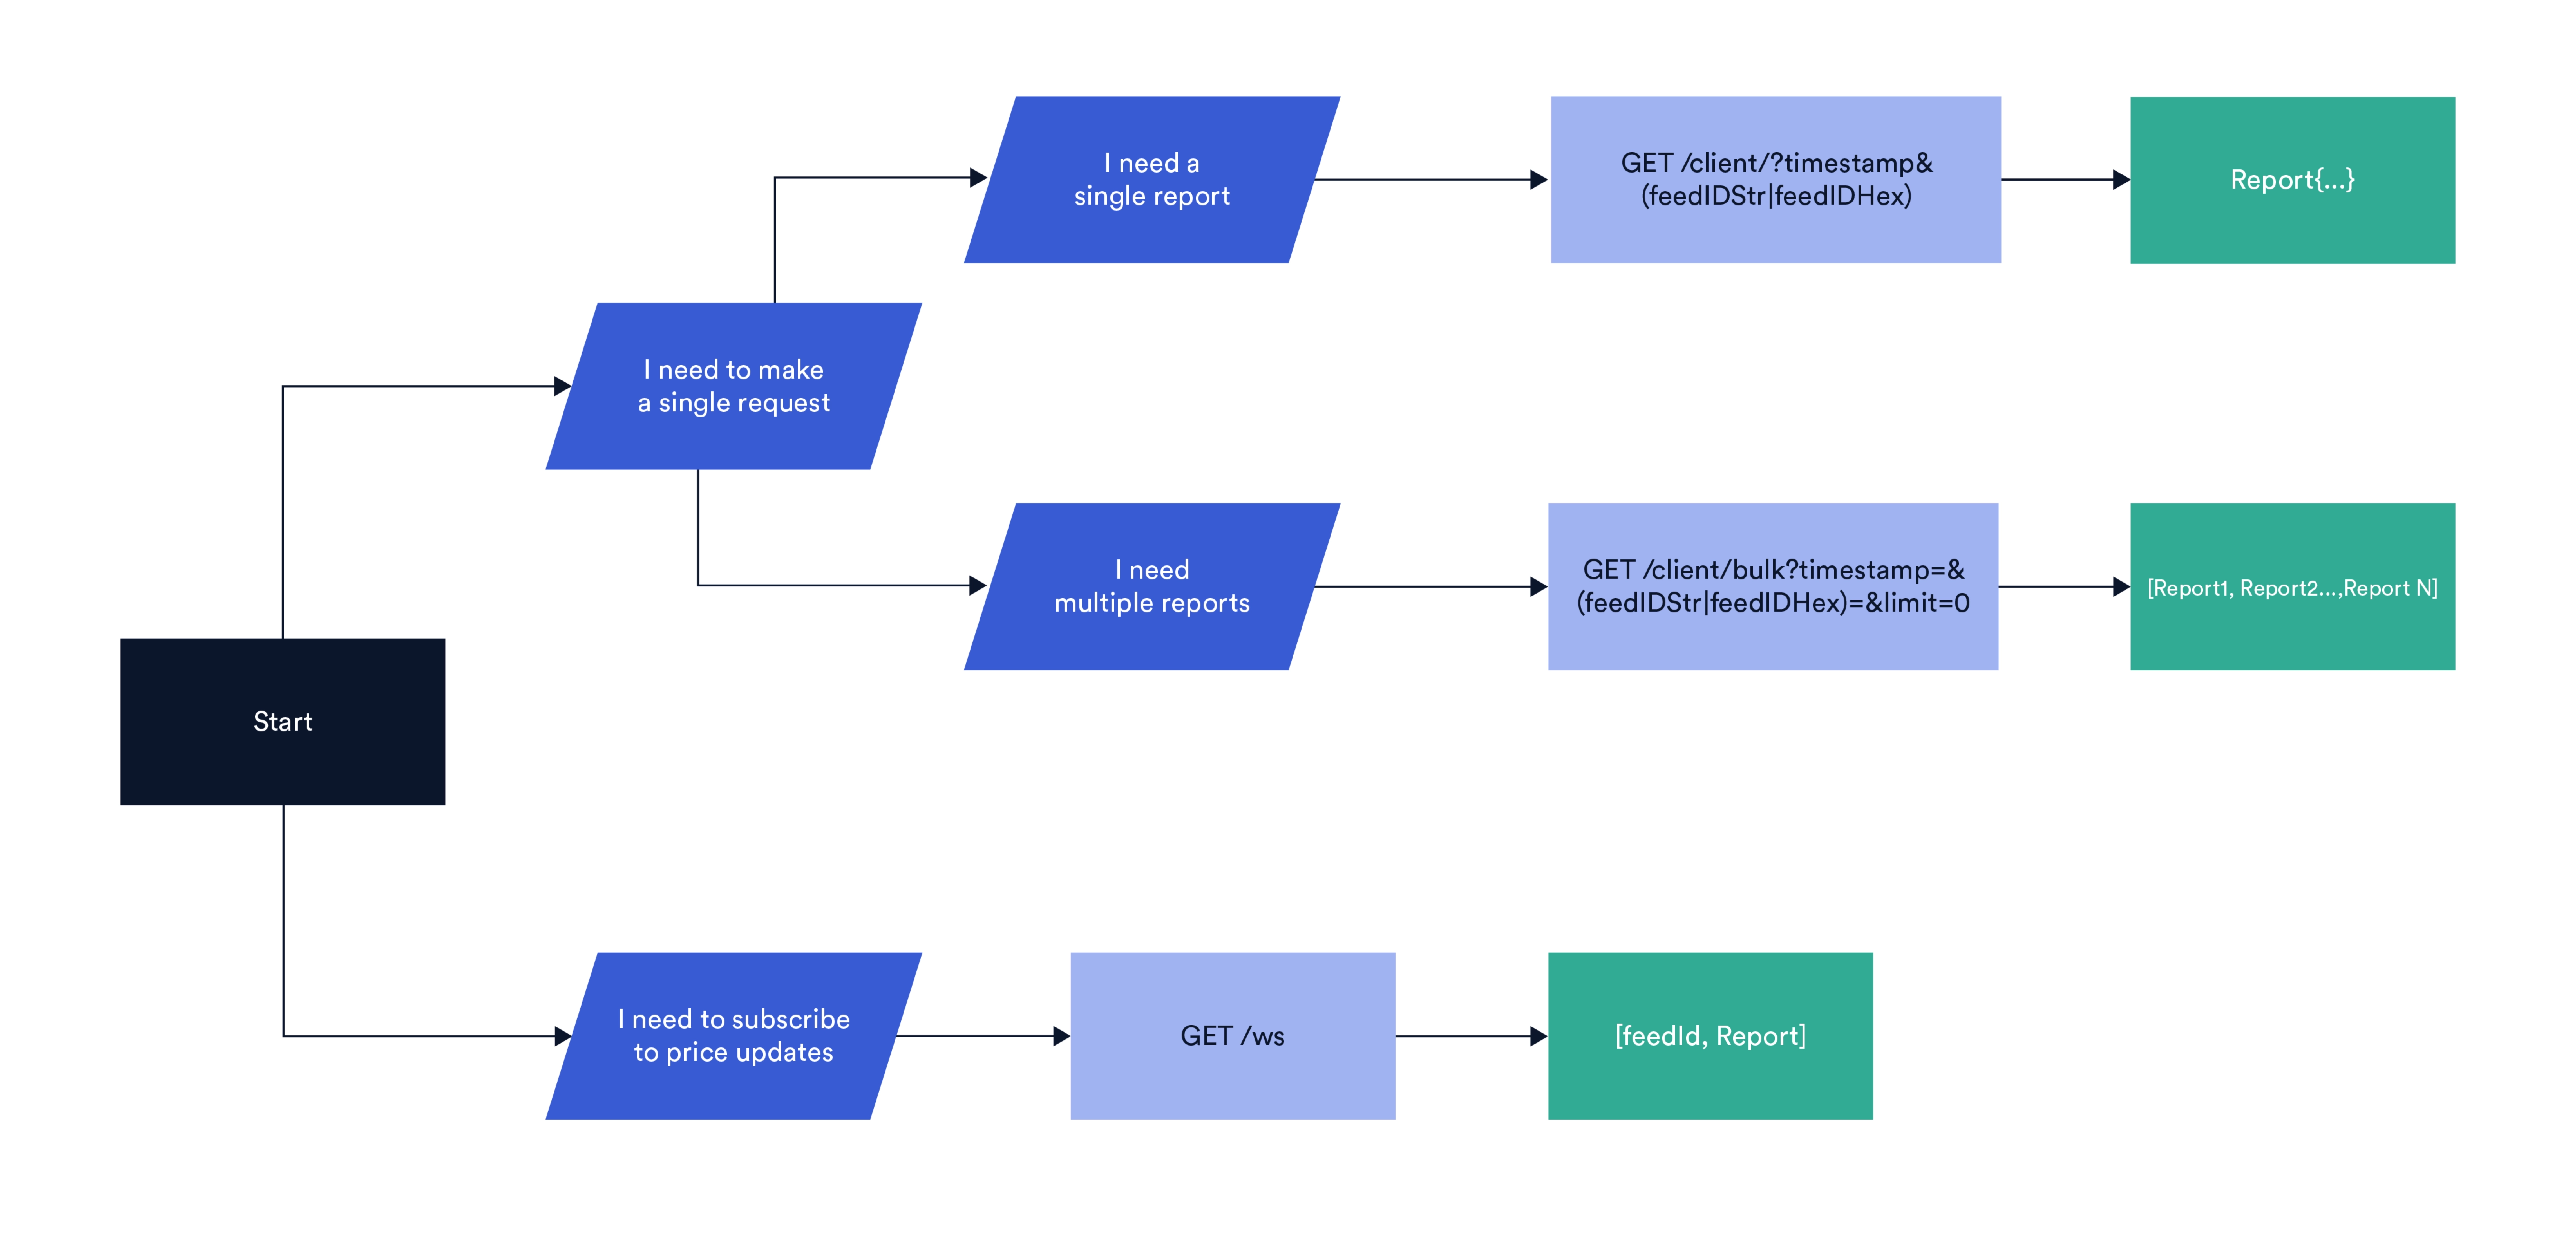 I need a
single report
GET /client/?timestamp&
(feedIDStr|feedIDHex)
Report{...}
I need to make
a single request
I need
multiple reports
GET /client/bulk?timestamp=&
(feedIDStr|feedIDHex)=&limit=0
[Report1, Report2...,Report N]
Start
I need to subscribe
to price updates
GET /ws
[feedId, Report]